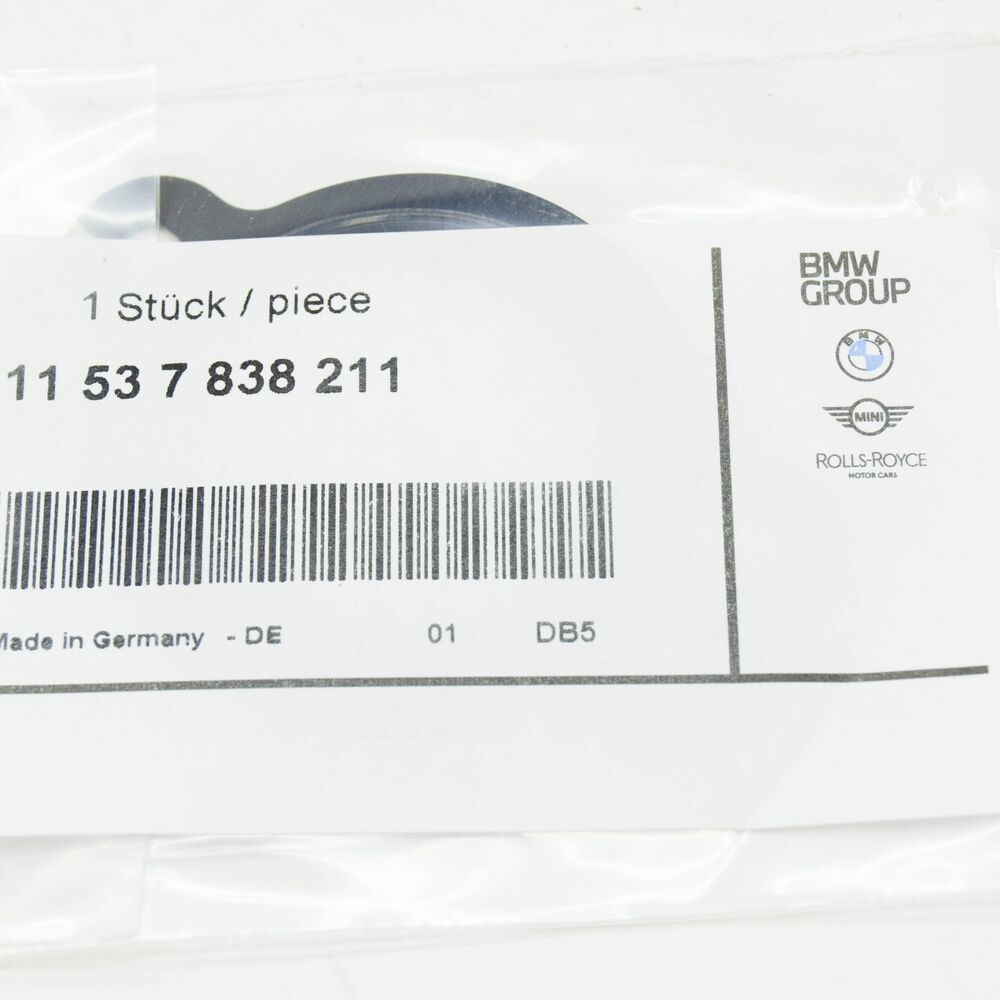 1 Stück / piece
11 53 7 838 211
Made in Germany - DE 01 DB5
BMW
GROUP
BMW
MINI
ROLLS-ROYCE
MOTOR CARS